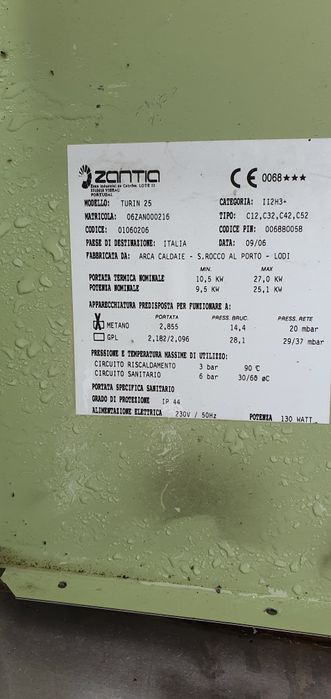 ZANTIA
PORTUGAL
CE 0068 ★★★
MODELLO: TURIN 25 CATEGORIA: II2H3+
MATRICOLA: 06ZAN000216 TIPO: C12,C32,C42,C52
CODICE: 01060206 CODICE PIN: 0068B0058
PAESE DI DESTINAZIONE: ITALIA DATA: 09/06
FABRICATA DA: ARCA CALDAIE - S.ROCCO AL PORTO - LODI
MIN. MAX
PORTATA TERMICA NOMINALE 10,5 KW 27,0 KW
POTENZA NOMINALE 9,5 KW 25,1 KW
APPARECCHIATURA PREDISPOSTA PER FUNZIONARE A:
PORTATA PRESS. BRUC. PRESS. RETE
X METANO 2,855 14,4 20 mbar
GPL 2,182/2,096 28,1 29/37 mbar
PRESSIONE E TEMPERATURA MASSIME DI UTILIZZO:
CIRCUITO RISCALDAMENTO 3 bar 90 °C
CIRCUITO SANITARIO 6 bar 30/60 øC
PORTATA SPECIFICA SANITARIO
GRADO DI PROTEZIONE IP 44
ALIMENTAZIONE ELETTRICA 230V / 50Hz POTENZA 130 WATT